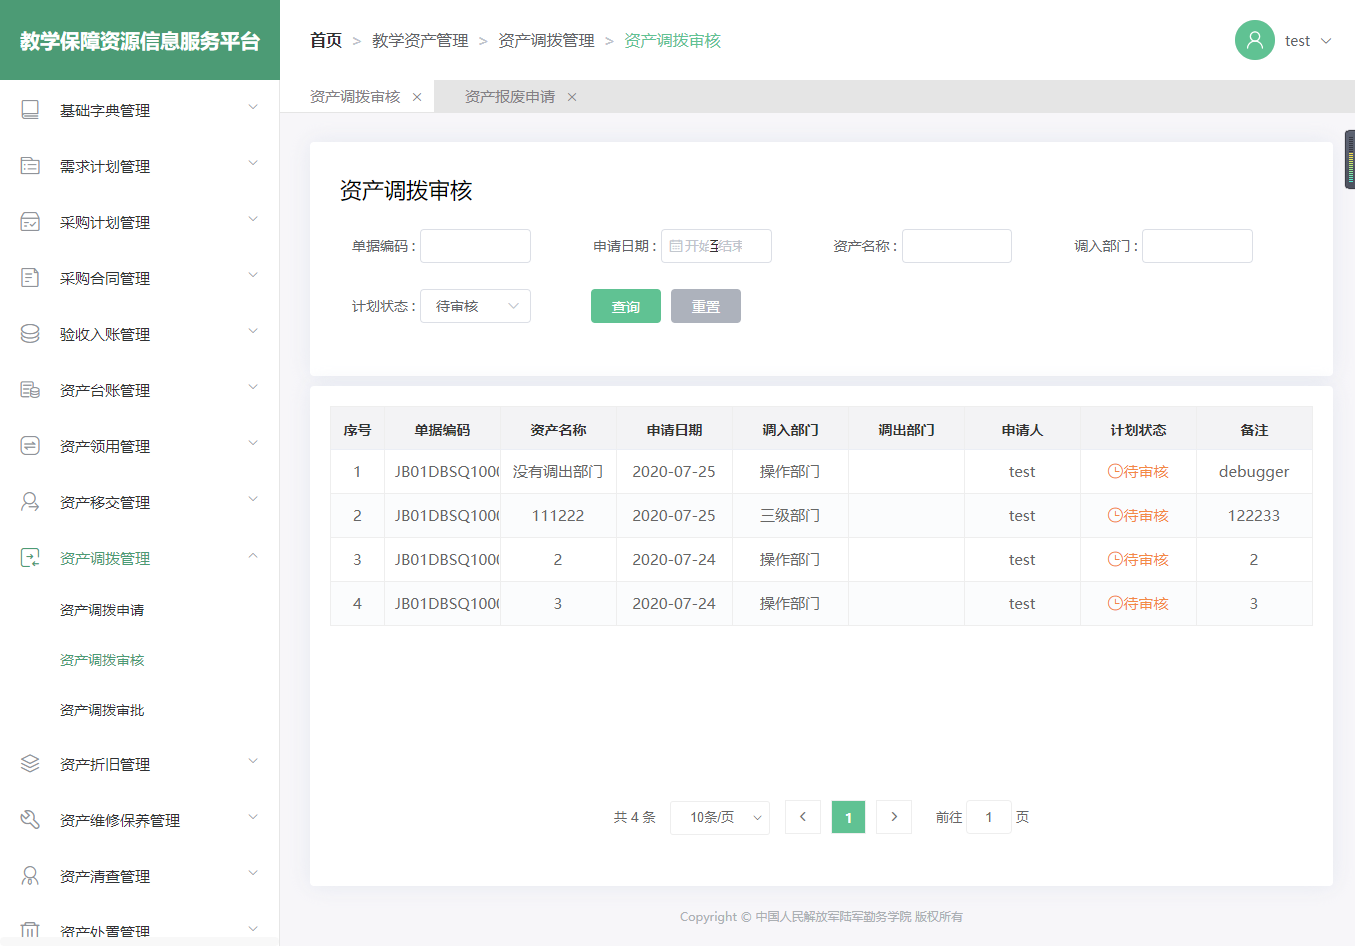 教学保障资源信息服务平台
首页 > 教学资产管理 > 资产调拨管理 > 资产调拨审核
test
资产调拨审核 ×
资产报废申请 ×
基础字典管理
需求计划管理
采购计划管理
采购合同管理
验收入账管理
资产台账管理
资产领用管理
资产移交管理
资产调拨管理
资产调拨申请
资产调拨审核
资产调拨审批
资产折旧管理
资产维修保养管理
资产清查管理
资产处置管理
资产调拨审核
单据编码 :
申请日期 : 开始 至 结束
资产名称 :
调入部门 :
计划状态 : 待审核
查询 重置
序号 单据编码 资产名称 申请日期 调入部门 调出部门 申请人 计划状态 备注
1 JB01DBSQ100 没有调出部门 2020-07-25 操作部门 test 待审核 debugger
2 JB01DBSQ100 111222 2020-07-25 三级部门 test 待审核 122233
3 JB01DBSQ100 2 2020-07-24 操作部门 test 待审核 2
4 JB01DBSQ100 3 2020-07-24 操作部门 test 待审核 3
共 4 条 10条/页 < 1 > 前往 1 页
Copyright © 中国人民解放军陆军勤务学院 版权所有